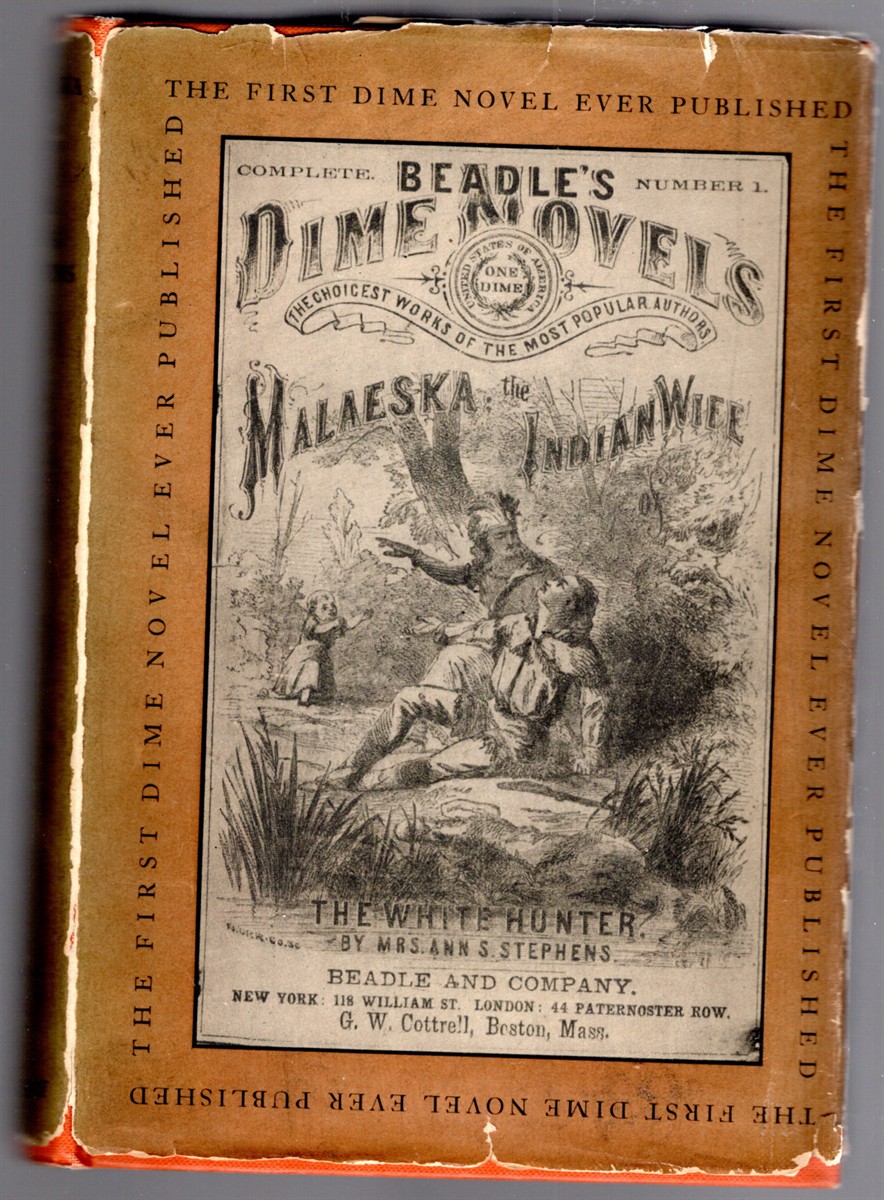 THE FIRST DIME NOVEL EVER PUBLISHED
THE FIRST DIME NOVEL EVER PUBLISHED
THE FIRST DIME NOVEL EVER PUBLISHED
THE FIRST DIME NOVEL EVER PUBLISHED
COMPLETE. BEADLE'S NUMBER 1.
DIME NOVELS
UNITED STATES OF AMERICA
ONE
DIME
THE CHOICEST WORKS OF THE MOST POPULAR AUTHORS
MALAESKA; the
INDIAN WIFE
of
THE WHITE HUNTER.
BY MRS. ANN S. STEPHENS.
BEADLE AND COMPANY.
NEW YORK: 118 WILLIAM ST. LONDON: 44 PATERNOSTER ROW.
G. W. Cottrell, Boston, Mass.